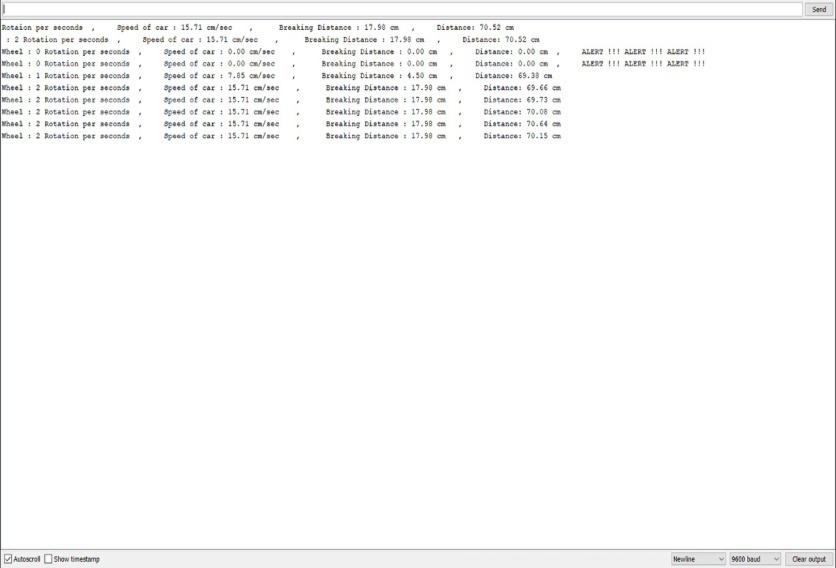 Send
Rotaion per seconds , Speed of car : 15.71 cm/sec , Breaking Distance : 17.98 cm , Distance: 70.52 cm
: 2 Rotation per seconds , Speed of car : 15.71 cm/sec , Breaking Distance : 17.98 cm , Distance: 70.52 cm
Wheel : 0 Rotation per seconds , Speed of car : 0.00 cm/sec , Breaking Distance : 0.00 cm , Distance: 0.00 cm , ALERT !!! ALERT !!! ALERT !!!
Wheel : 0 Rotation per seconds , Speed of car : 0.00 cm/sec , Breaking Distance : 0.00 cm , Distance: 0.00 cm , ALERT !!! ALERT !!! ALERT !!!
Wheel : 1 Rotation per seconds , Speed of car : 7.85 cm/sec , Breaking Distance : 4.50 cm , Distance: 69.38 cm
Wheel : 2 Rotation per seconds , Speed of car : 15.71 cm/sec , Breaking Distance : 17.98 cm , Distance: 69.66 cm
Wheel : 2 Rotation per seconds , Speed of car : 15.71 cm/sec , Breaking Distance : 17.98 cm , Distance: 69.73 cm
Wheel : 2 Rotation per seconds , Speed of car : 15.71 cm/sec , Breaking Distance : 17.98 cm , Distance: 70.08 cm
Wheel : 2 Rotation per seconds , Speed of car : 15.71 cm/sec , Breaking Distance : 17.98 cm , Distance: 70.64 cm
Wheel : 2 Rotation per seconds , Speed of car : 15.71 cm/sec , Breaking Distance : 17.98 cm , Distance: 70.15 cm
Autoscroll Show timestamp Newline 9600 baud Clear output